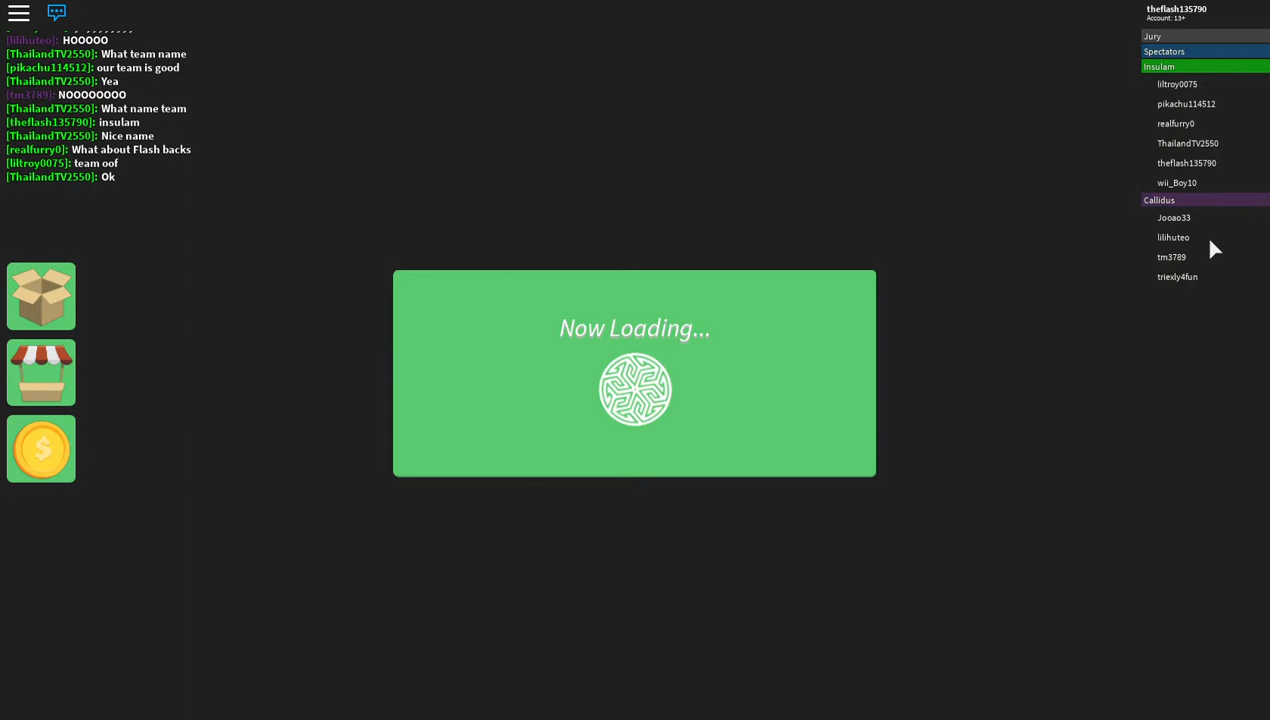 theflash135790
Account: 13+
[lilihuteo]: HOOOOO
[ThailandTV2550]: What team name
[pikachu114512]: our team is good
[ThailandTV2550]: Yea
[tm3789]: NOOOOOOOO
[ThailandTV2550]: What name team
[theflash135790]: insulam
[ThailandTV2550]: Nice name
[realfurry0]: What about Flash backs
[liltroy0075]: team oof
[ThailandTV2550]: Ok
Now Loading...
Jury
Spectators
Insulam
liltroy0075
pikachu114512
realfurry0
ThailandTV2550
theflash135790
wii_Boy10
Callidus
Jooao33
lilihuteo
tm3789
triexly4fun